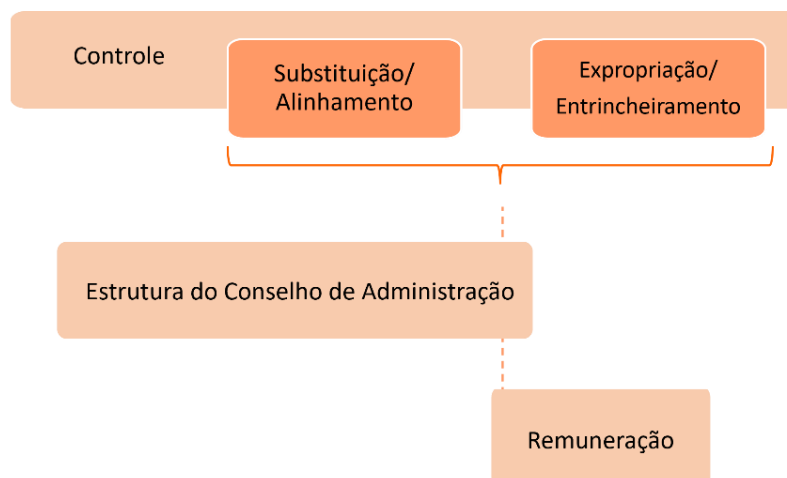 Controle
Substituição/
Alinhamento
Expropriação/
Entrincheiramento
Estrutura do Conselho de Administração
Remuneração